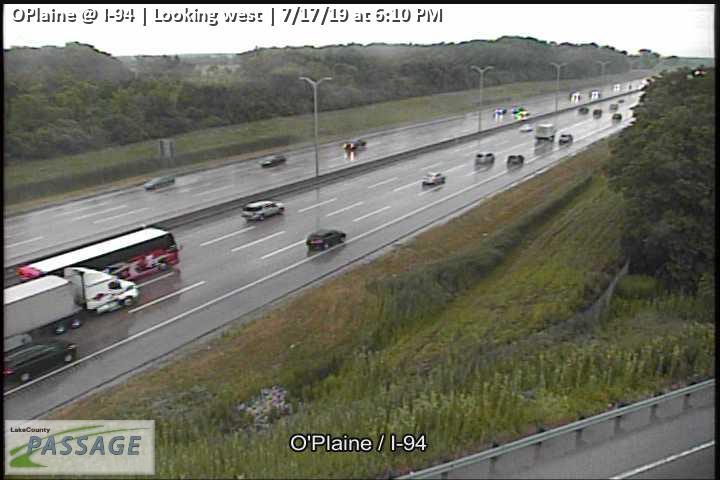 OPlaine @ I-94 | Looking west | 7/17/19 at 6:10 PM
LakeCounty
PASSAGE
O'Plaine / I-94